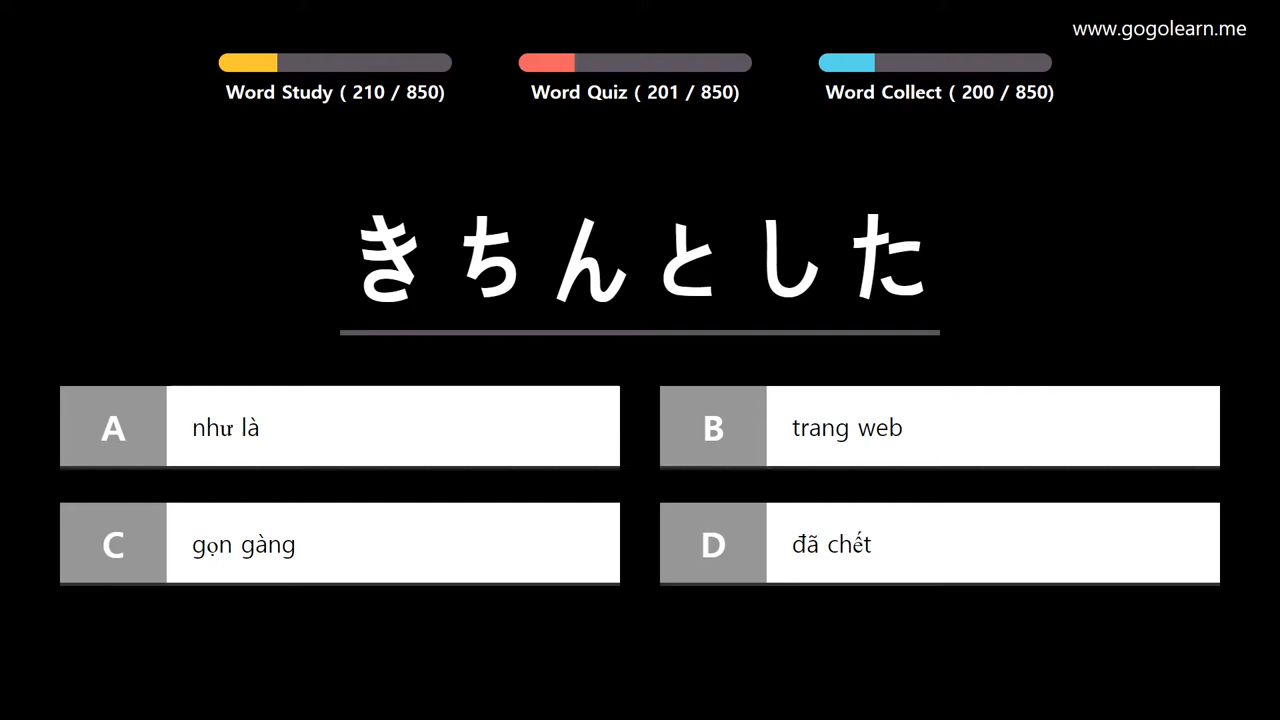 www.gogolearn.me
Word Study ( 210 / 850)
Word Quiz ( 201 / 850)
Word Collect ( 200 / 850)
きちんとした
A như là
B trang web
C gọn gàng
D đã chết